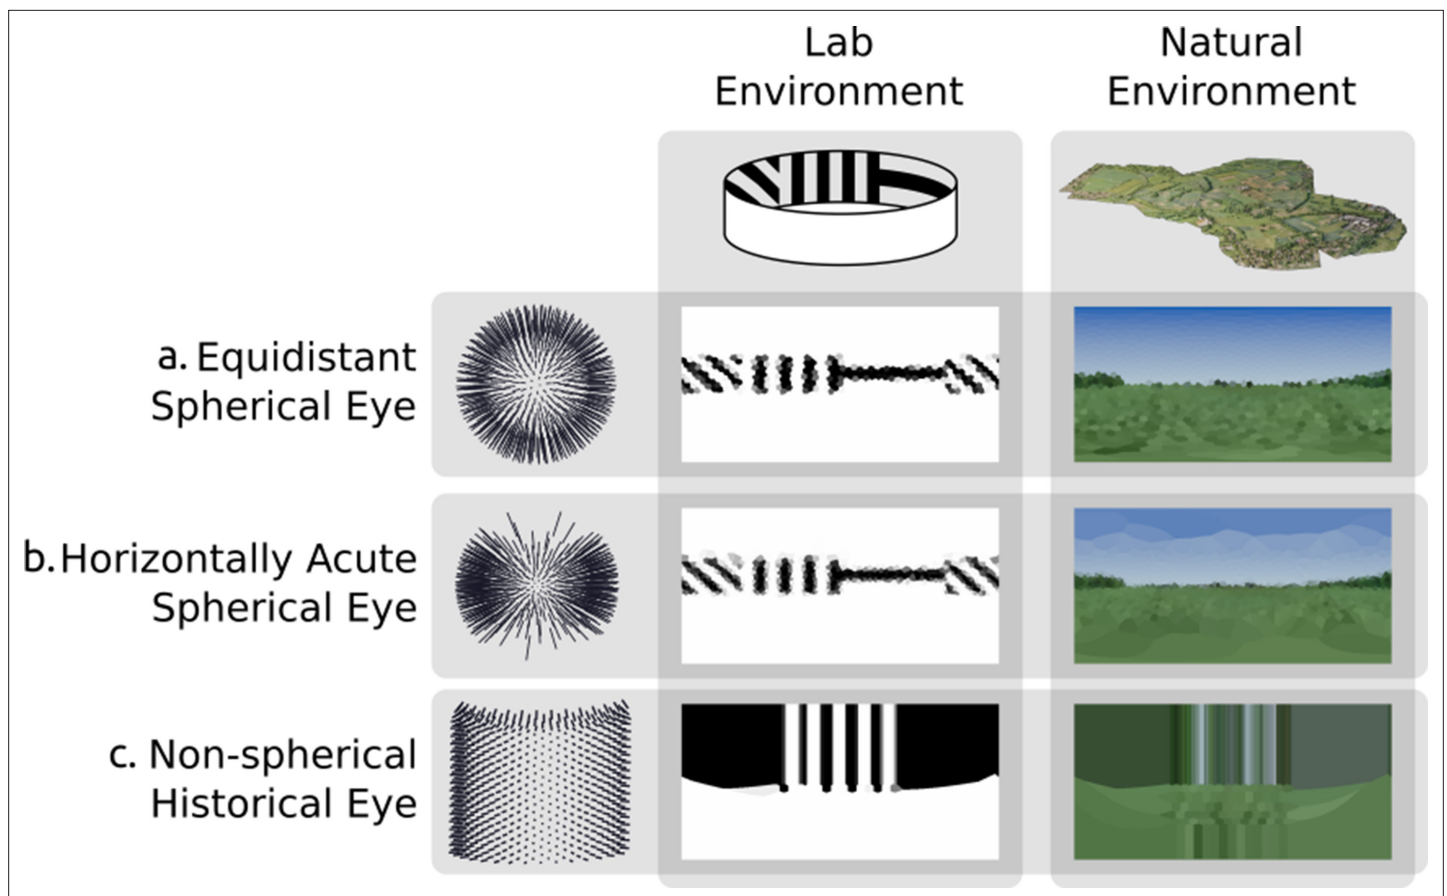 Lab
Environment
Natural
Environment
a. Equidistant
Spherical Eye
b. Horizontally Acute
Spherical Eye
c. Non-spherical
Historical Eye